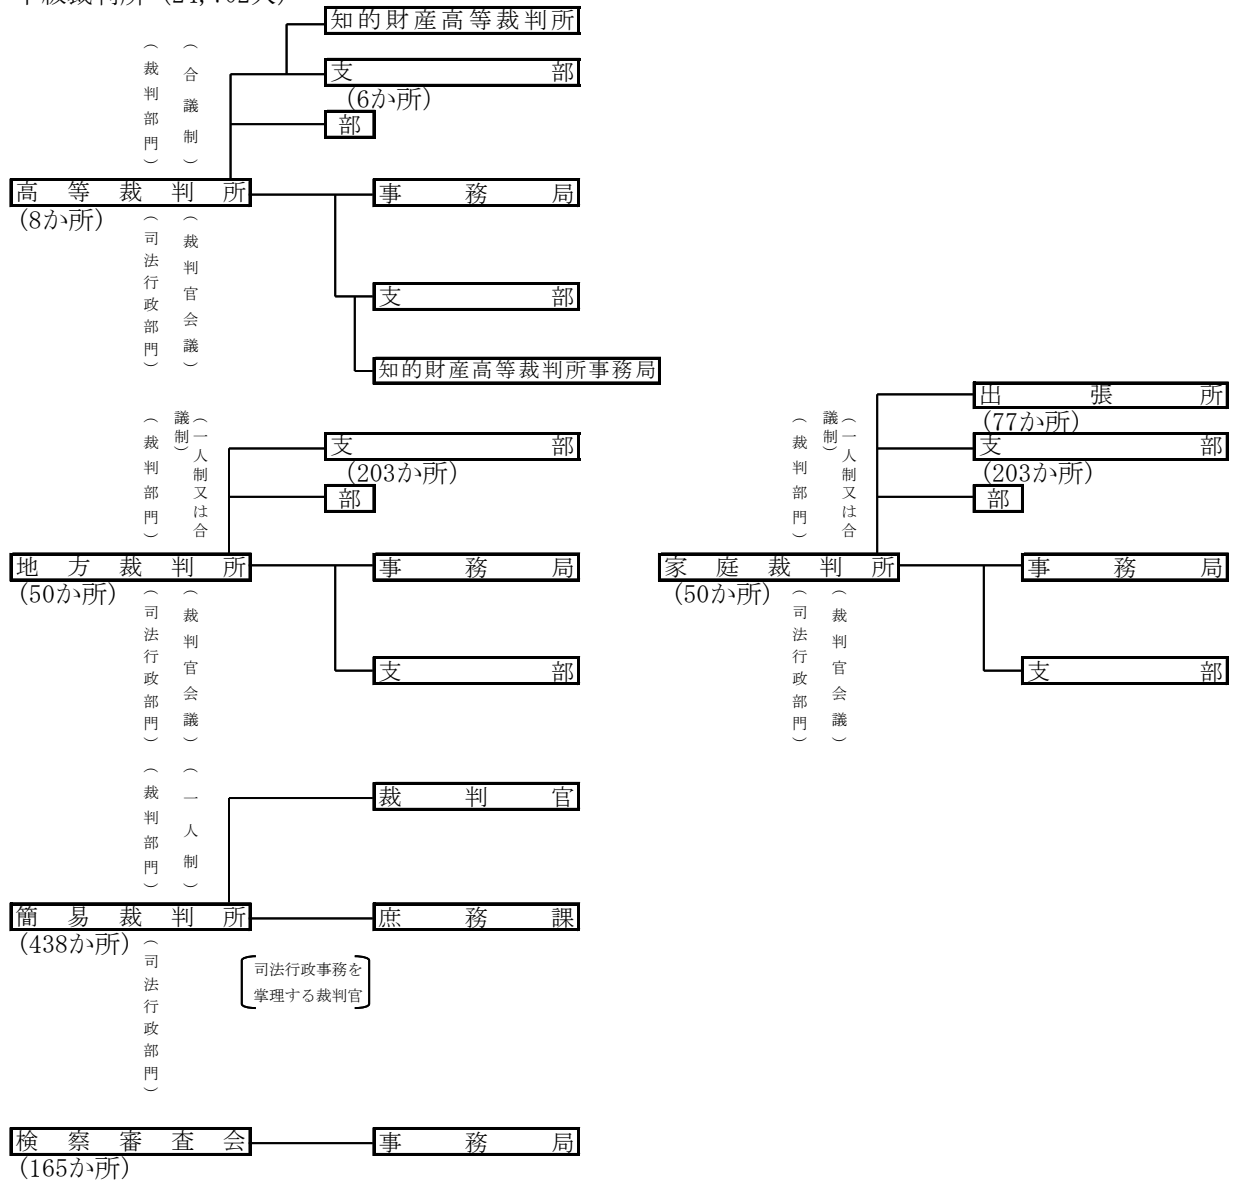 知的財産高等裁判所
（裁判部門）
（合議制）
支部
（6か所）
部
高等裁判所
（8か所）
事務局
（司法行政部門）
（裁判官会議）
支部
知的財産高等裁判所事務局
（裁判部門）
（一人制又は合
議制）
支部
（203か所）
部
地方裁判所
（50か所）
事務局
（司法行政部門）
（裁判官会議）
支部
出張所
（77か所）
（裁判部門）
（一人制又は合
議制）
支部
（203か所）
部
家庭裁判所
（50か所）
事務局
（司法行政部門）
（裁判官会議）
支部
（裁判部門）
（一人制）
裁判官
簡易裁判所
（438か所）
庶務課
（司法行政部門）
司法行政事務を
掌理する裁判官
検察審査会
（165か所）
事務局